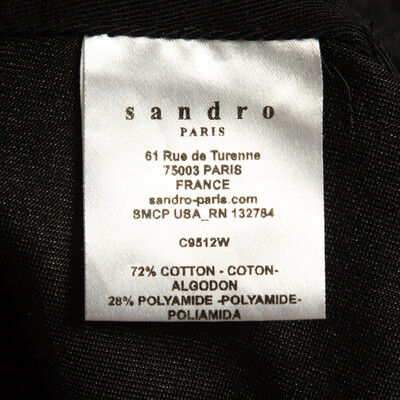 sandro
PARIS
61 Rue de Turenne
75003 PARIS
FRANCE
sandro-paris.com
SMCP USA_RN 132784
C9512W
72% COTTON - COTON-
ALGODON
28% POLYAMIDE -POLYAMIDE-
POLIAMIDA